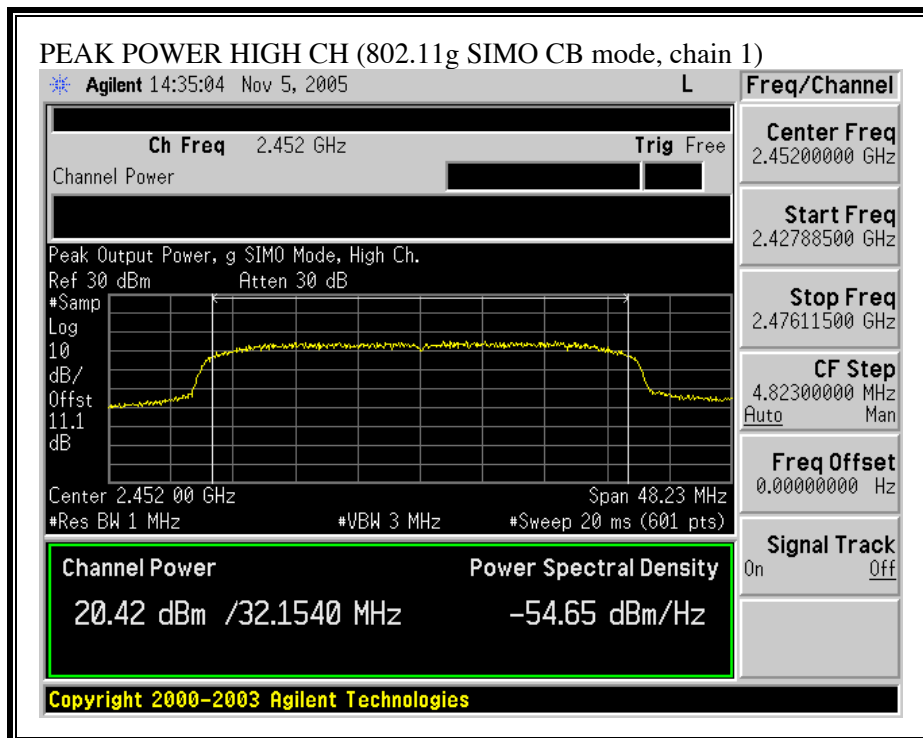 PEAK POWER HIGH CH (802.11g SIMO CB mode, chain 1)
Agilent 14:35:04 Nov 5, 2005 L
Freq/Channel
Ch Freq 2.452 GHz Trig Free
Channel Power
Center Freq
2.45200000 GHz
Start Freq
2.42788500 GHz
Peak Output Power, g SIMO Mode, High Ch.
Ref 30 dBm Atten 30 dB
#Samp
Log
10
dB/
Offst
11.1
dB
Stop Freq
2.47611500 GHz
CF Step
4.82300000 MHz
Auto Man
Freq Offset
0.00000000 Hz
Center 2.452 00 GHz Span 48.23 MHz
#Res BW 1 MHz #VBW 3 MHz #Sweep 20 ms (601 pts)
Signal Track
On Off
Channel Power Power Spectral Density
20.42 dBm /32.1540 MHz -54.65 dBm/Hz
Copyright 2000-2003 Agilent Technologies